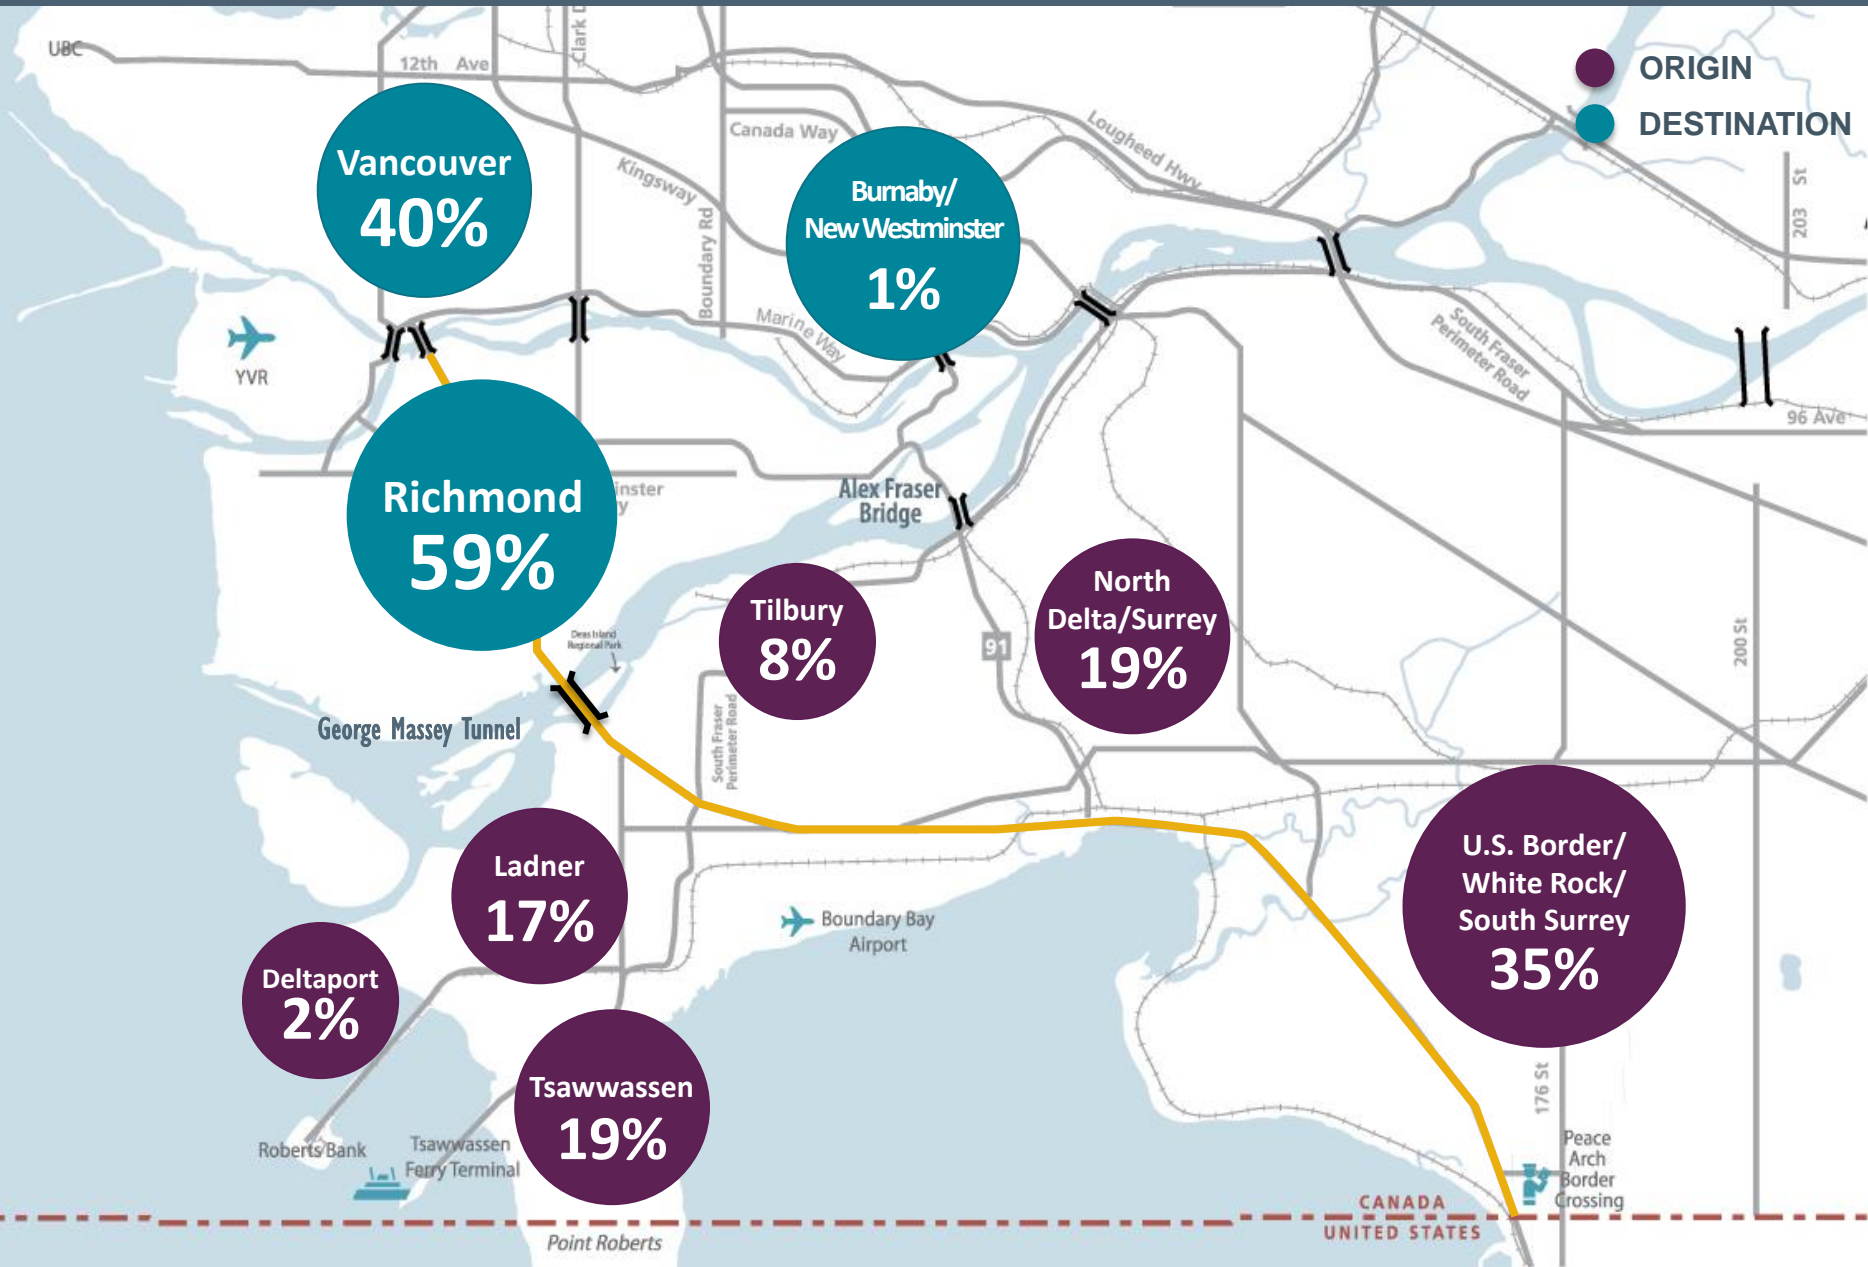 UBC
12th Ave
Clark D
ORIGIN
DESTINATION
Canada Way
Lougheed Hwy
Kingsway
Vancouver
40%
Burnaby/
New Westminster
1%
Boundary Rd
203 St
Marine Way
YVR
South Fraser
Perimeter Road
96 Ave
Richmond
59%
Alex Fraser
Bridge
Tilbury
8%
North
Delta/Surrey
19%
91
200 St
Deas Island
Regional Park
George Massey Tunnel
South Fraser
Perimeter Road
Ladner
17%
U.S. Border/
White Rock/
South Surrey
35%
Boundary Bay
Airport
Deltaport
2%
Tsawwassen
19%
176 St
Roberts Bank
Tsawwassen
Ferry Terminal
Peace
Arch
Border
Crossing
CANADA
UNITED STATES
Point Roberts